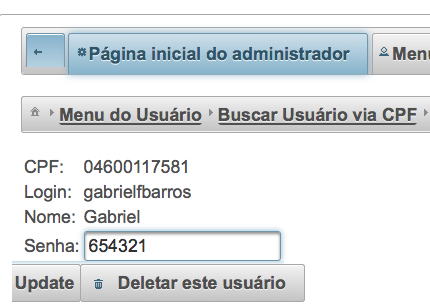 Página inicial do administrador Menu
Menu do Usuário Buscar Usuário via CPF
CPF: 04600117581
Login: gabrielfbarros
Nome: Gabriel
Senha: 654321
Update Deletar este usuário